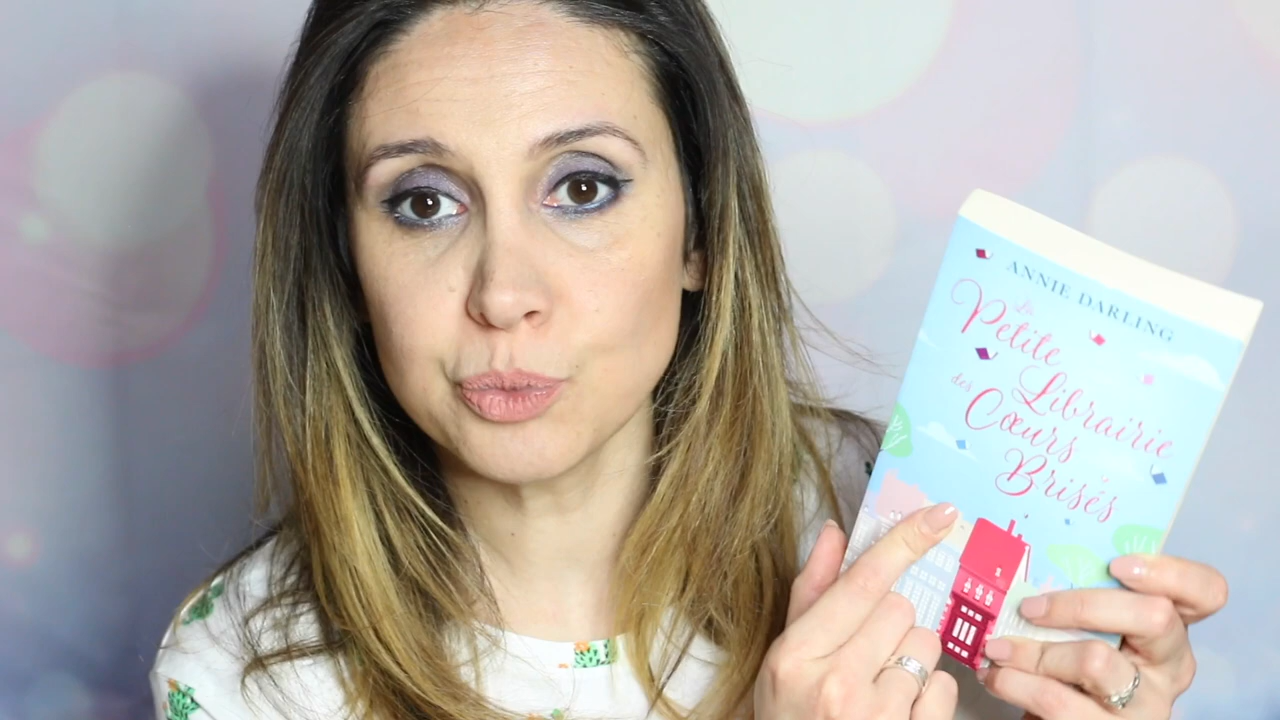 ANNIE DARLING
La
Petite
Librairie
des
Cœurs
Brisés